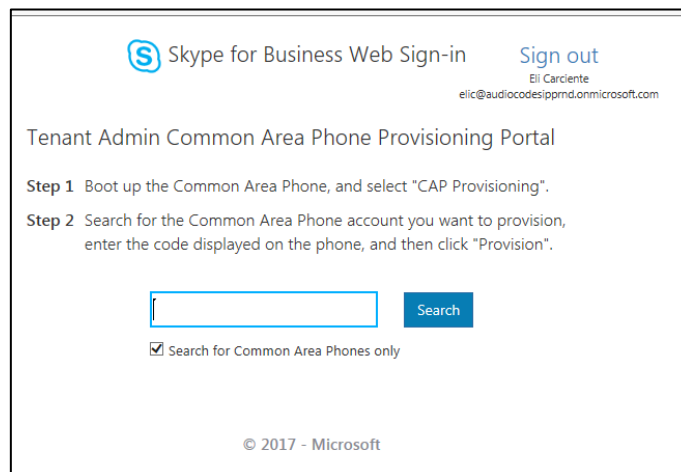 Skype for Business Web Sign-in
Sign out
Eli Carciente
elic@audiocodesipprnd.onmicrosoft.com
Tenant Admin Common Area Phone Provisioning Portal
Step 1 Boot up the Common Area Phone, and select "CAP Provisioning".
Step 2 Search for the Common Area Phone account you want to provision,
enter the code displayed on the phone, and then click "Provision".
Search
Search for Common Area Phones only
© 2017 - Microsoft